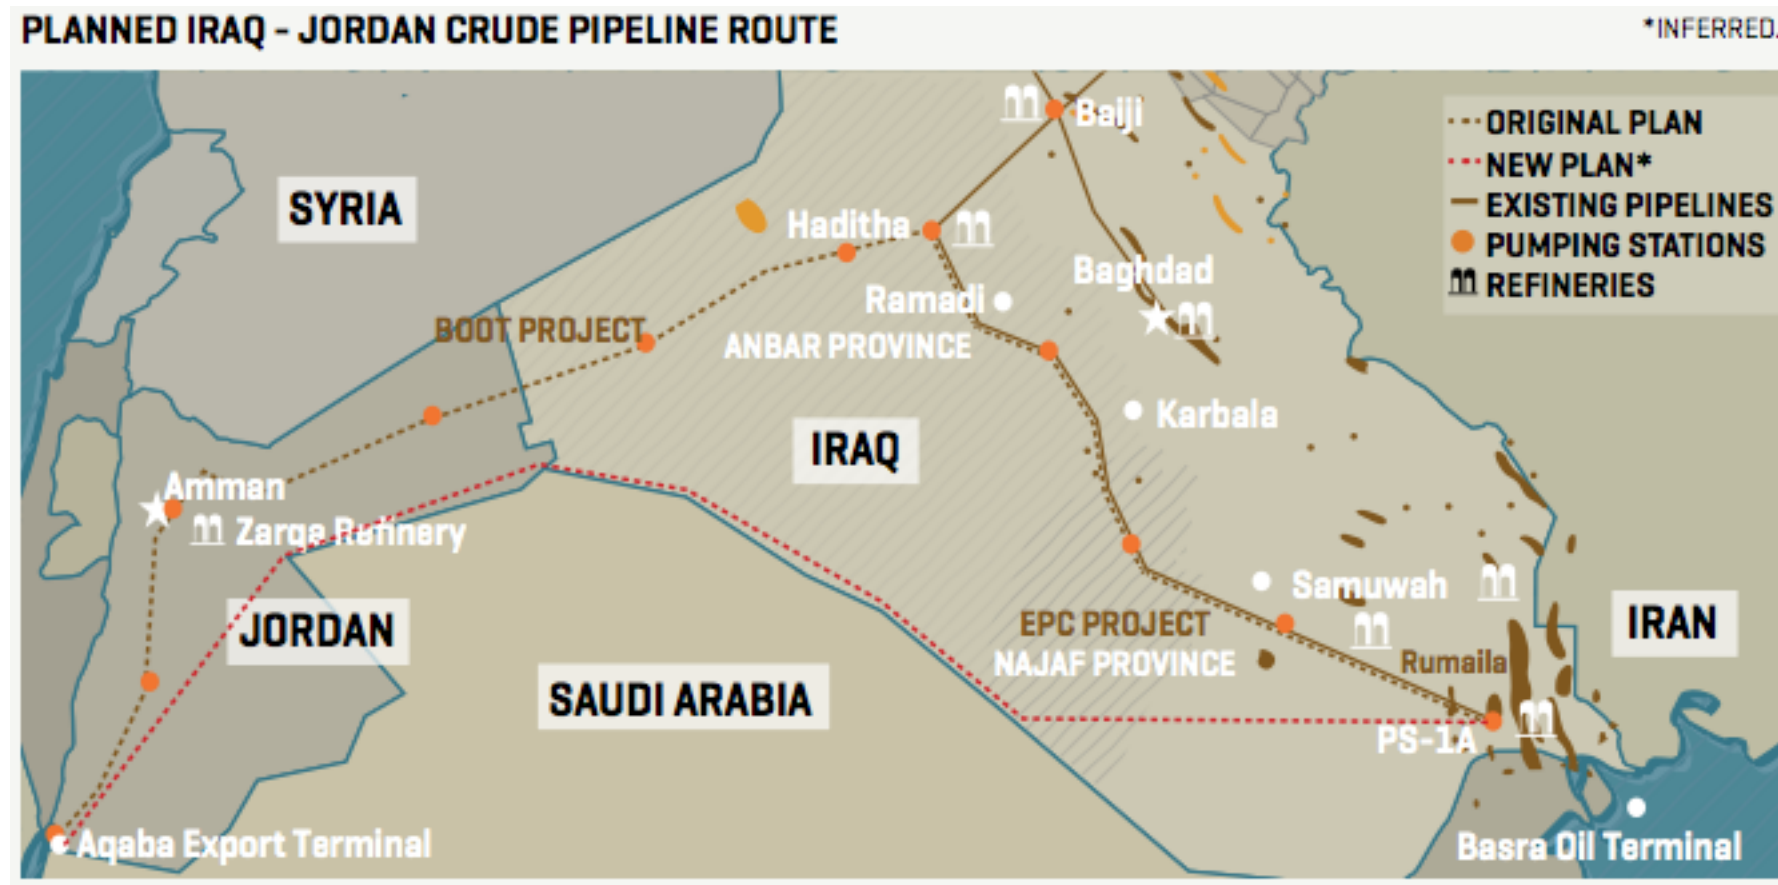 PLANNED IRAQ - JORDAN CRUDE PIPELINE ROUTE
*INFERRED.
ORIGINAL PLAN
NEW PLAN*
EXISTING PIPELINES
PUMPING STATIONS
REFINERIES
Baiji
SYRIA
Haditha
Baghdad
Ramadi
BOOT PROJECT
ANBAR PROVINCE
Karbala
IRAQ
Amman
Zarqa Refinery
Samuwah
JORDAN
EPC PROJECT
NAJAF PROVINCE
IRAN
Rumaila
SAUDI ARABIA
PS-1A
Aqaba Export Terminal
Basra Oil Terminal